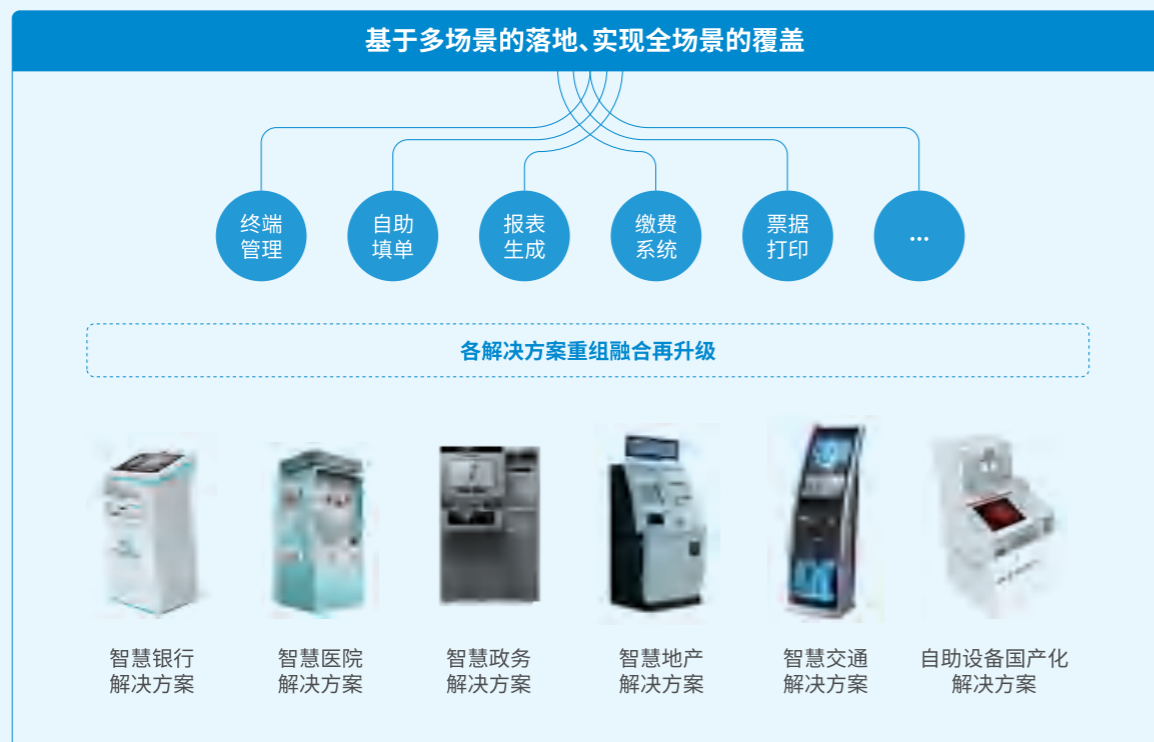 基于多场景的落地、实现全场景的覆盖
终端
管理
自助
填单
报表
生成
缴费
系统
票据
打印
...
各解决方案重组融合再升级
智慧银行
解决方案
智慧医院
解决方案
智慧政务
解决方案
智慧地产
解决方案
智慧交通
解决方案
自助设备国产化
解决方案